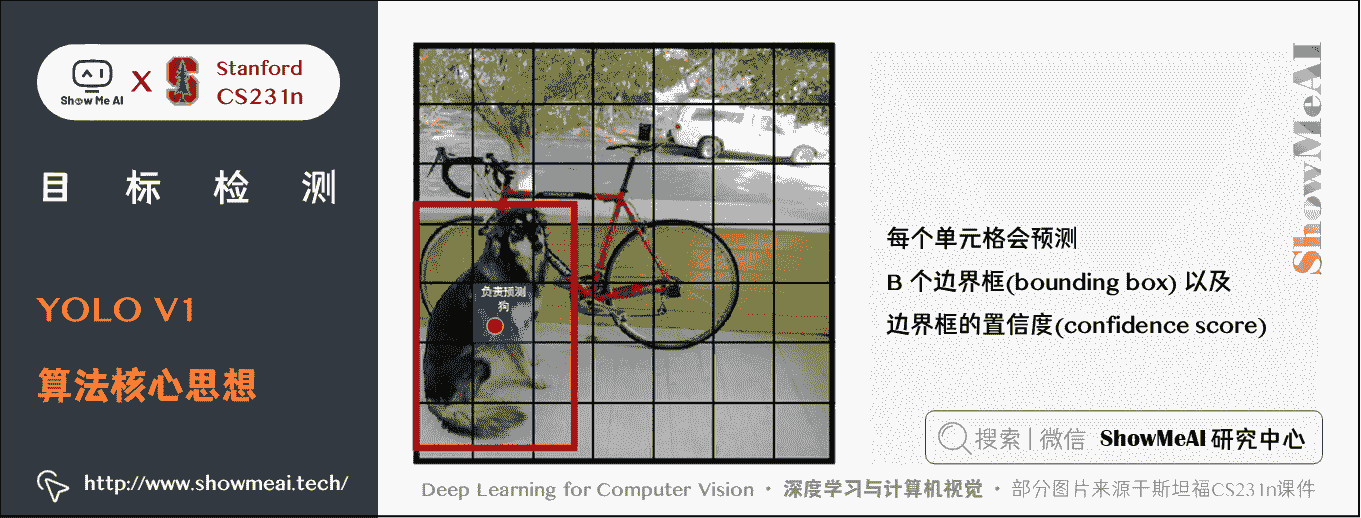 Show Me AI
X
Stanford
CS231n
目标检测
YOLO V1
算法核心思想
http://www.showmeai.tech/
负责预测
狗
每个单元格会预测
B 个边界框(bounding box) 以及
边界框的置信度(confidence score)
ShowMeAI
搜索 | 微信 ShowMeAI 研究中心
Deep Learning for Computer Vision · 深度学习与计算机视觉 · 部分图片来源于斯坦福CS231n课件